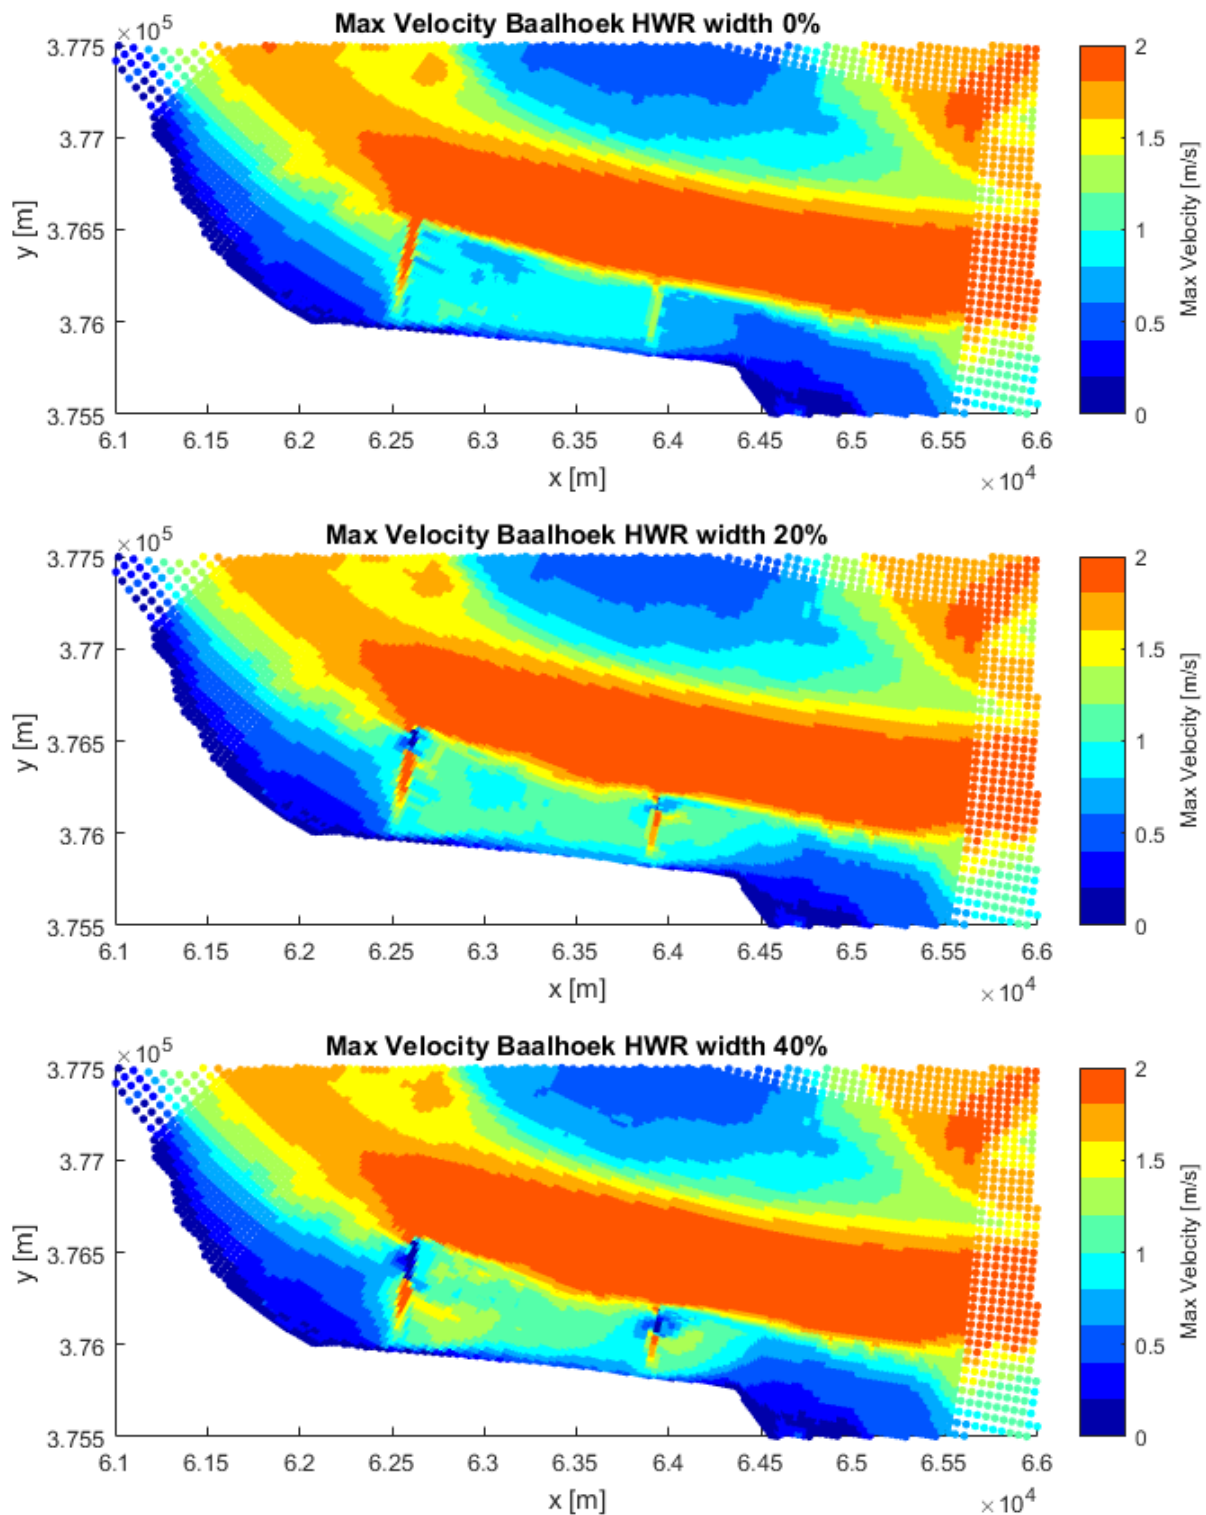 Max Velocity Baalhoek HWR width 0%
×10⁵
3.775
3.77
3.765
3.76
3.755
y [m]
6.1 6.15 6.2 6.25 6.3 6.35 6.4 6.45 6.5 6.55 6.6
x [m]
×10⁴
2
1.5
1
0.5
0
Max Velocity [m/s]
Max Velocity Baalhoek HWR width 20%
×10⁵
3.775
3.77
3.765
3.76
3.755
y [m]
6.1 6.15 6.2 6.25 6.3 6.35 6.4 6.45 6.5 6.55 6.6
x [m]
×10⁴
2
1.5
1
0.5
0
Max Velocity [m/s]
Max Velocity Baalhoek HWR width 40%
×10⁵
3.775
3.77
3.765
3.76
3.755
y [m]
6.1 6.15 6.2 6.25 6.3 6.35 6.4 6.45 6.5 6.55 6.6
x [m]
×10⁴
2
1.5
1
0.5
0
Max Velocity [m/s]